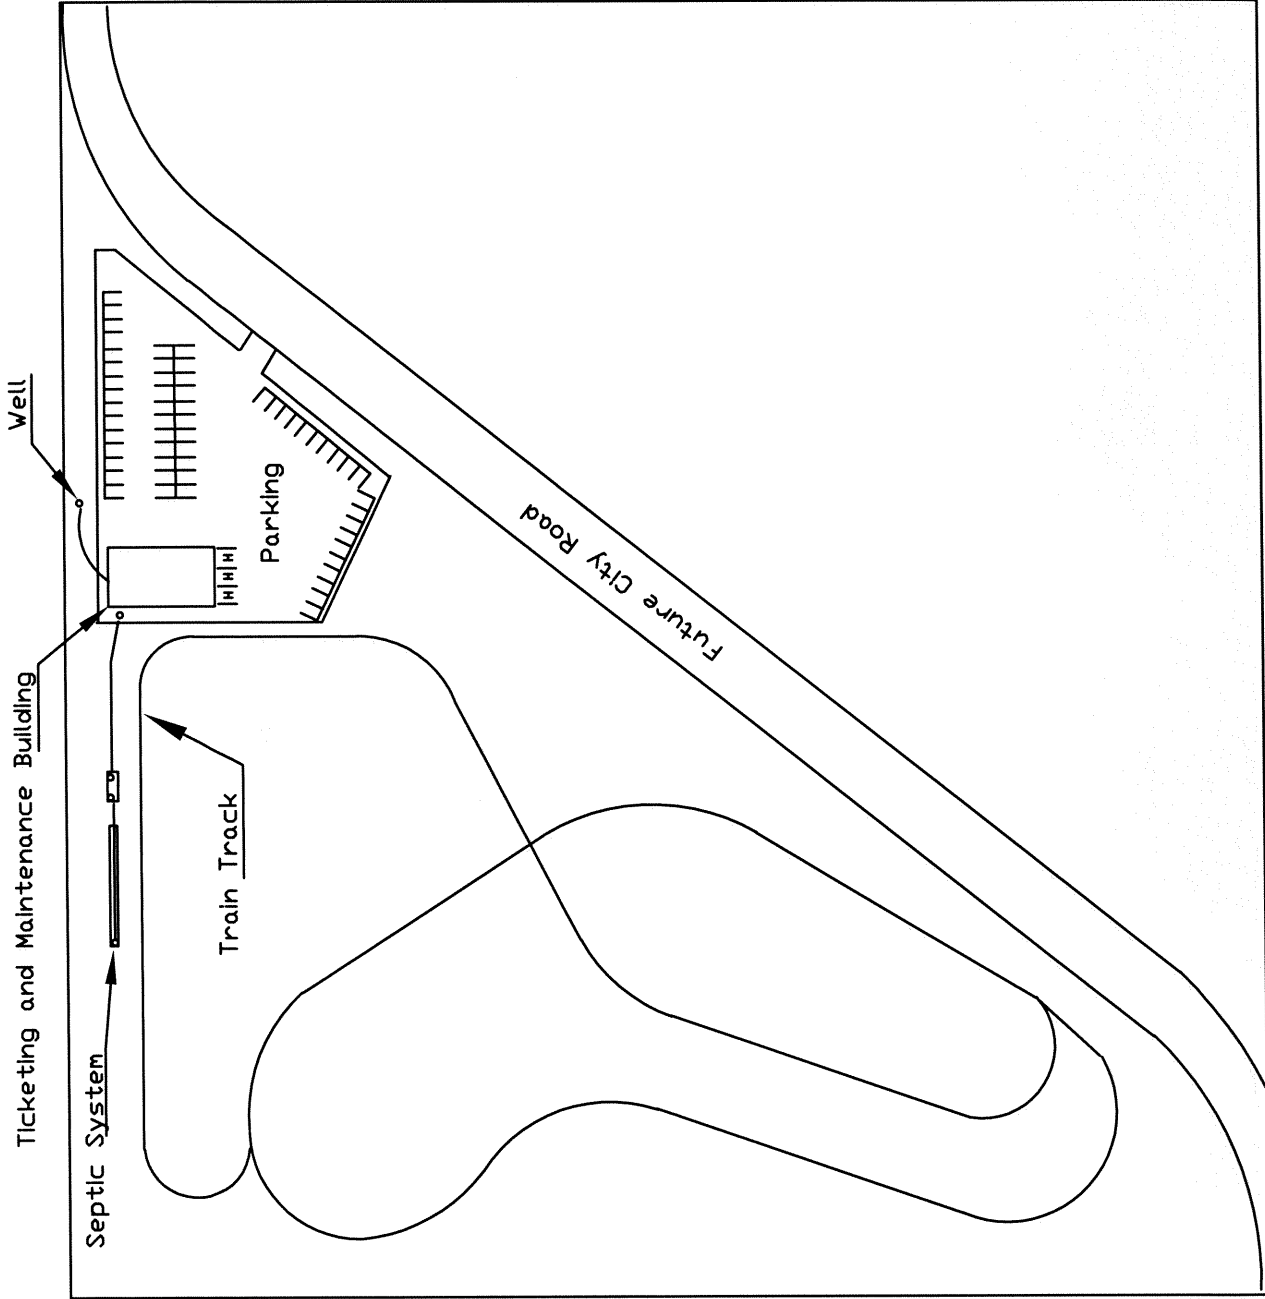 Well
Ticketing and Maintenance Building
Parking
H H H
Future City Road
Train Track
Septic System